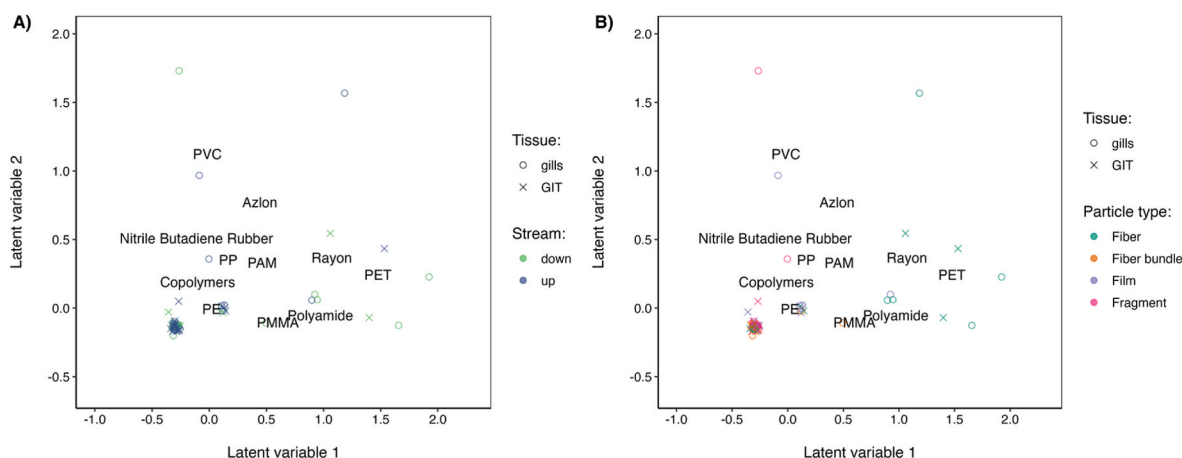 A)
2.0
1.5
1.0
0.5
0.0
-0.5
Latent variable 2
PVC
Azlon
Nitrile Butadiene Rubber
PP
PAM
Rayon
PET
Copolymers
PE
PMMA
Polyamide
-1.0 -0.5 0.0 0.5 1.0 1.5 2.0
Latent variable 1
Tissue:
gills
GIT
Stream:
down
up
B)
2.0
1.5
1.0
0.5
0.0
-0.5
Latent variable 2
PVC
Azlon
Nitrile Butadiene Rubber
PP
PAM
Rayon
PET
Copolymers
PE
PMMA
Polyamide
-1.0 -0.5 0.0 0.5 1.0 1.5 2.0
Latent variable 1
Tissue:
gills
GIT
Particle type:
Fiber
Fiber bundle
Film
Fragment